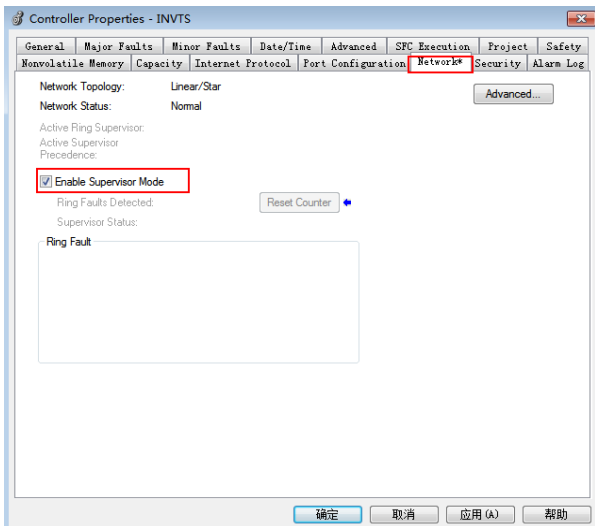 Controller Properties - INVTS
General Major Faults Minor Faults Date/Time Advanced SFC Execution Project Safety
Nonvolatile Memory Capacity Internet Protocol Port Configuration Network* Security Alarm Log
Network Topology: Linear/Star
Advanced...
Network Status: Normal
Active Ring Supervisor:
Active Supervisor
Precedence:
Enable Supervisor Mode
Ring Faults Detected: Reset Counter
Supervisor Status:
Ring Fault
确定 取消 应用(A) 帮助